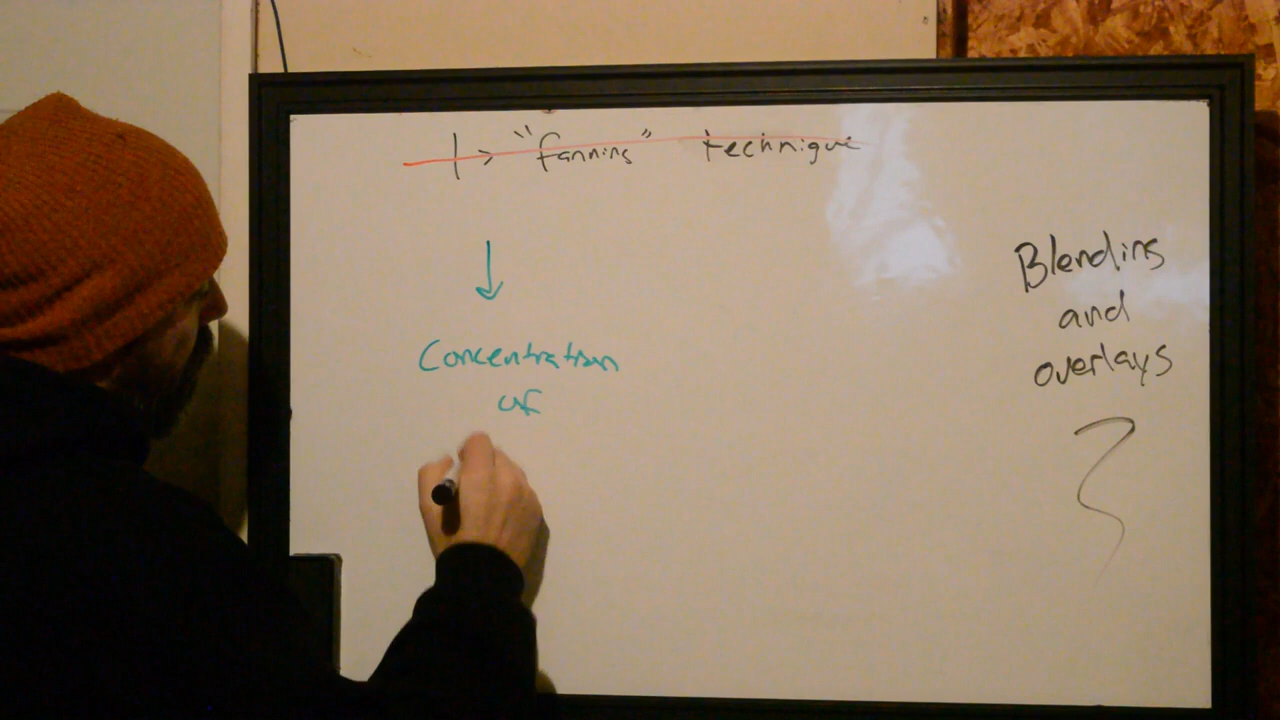 1 > "fanning" technique
↓
Concentration
of
Blending
and
overlays